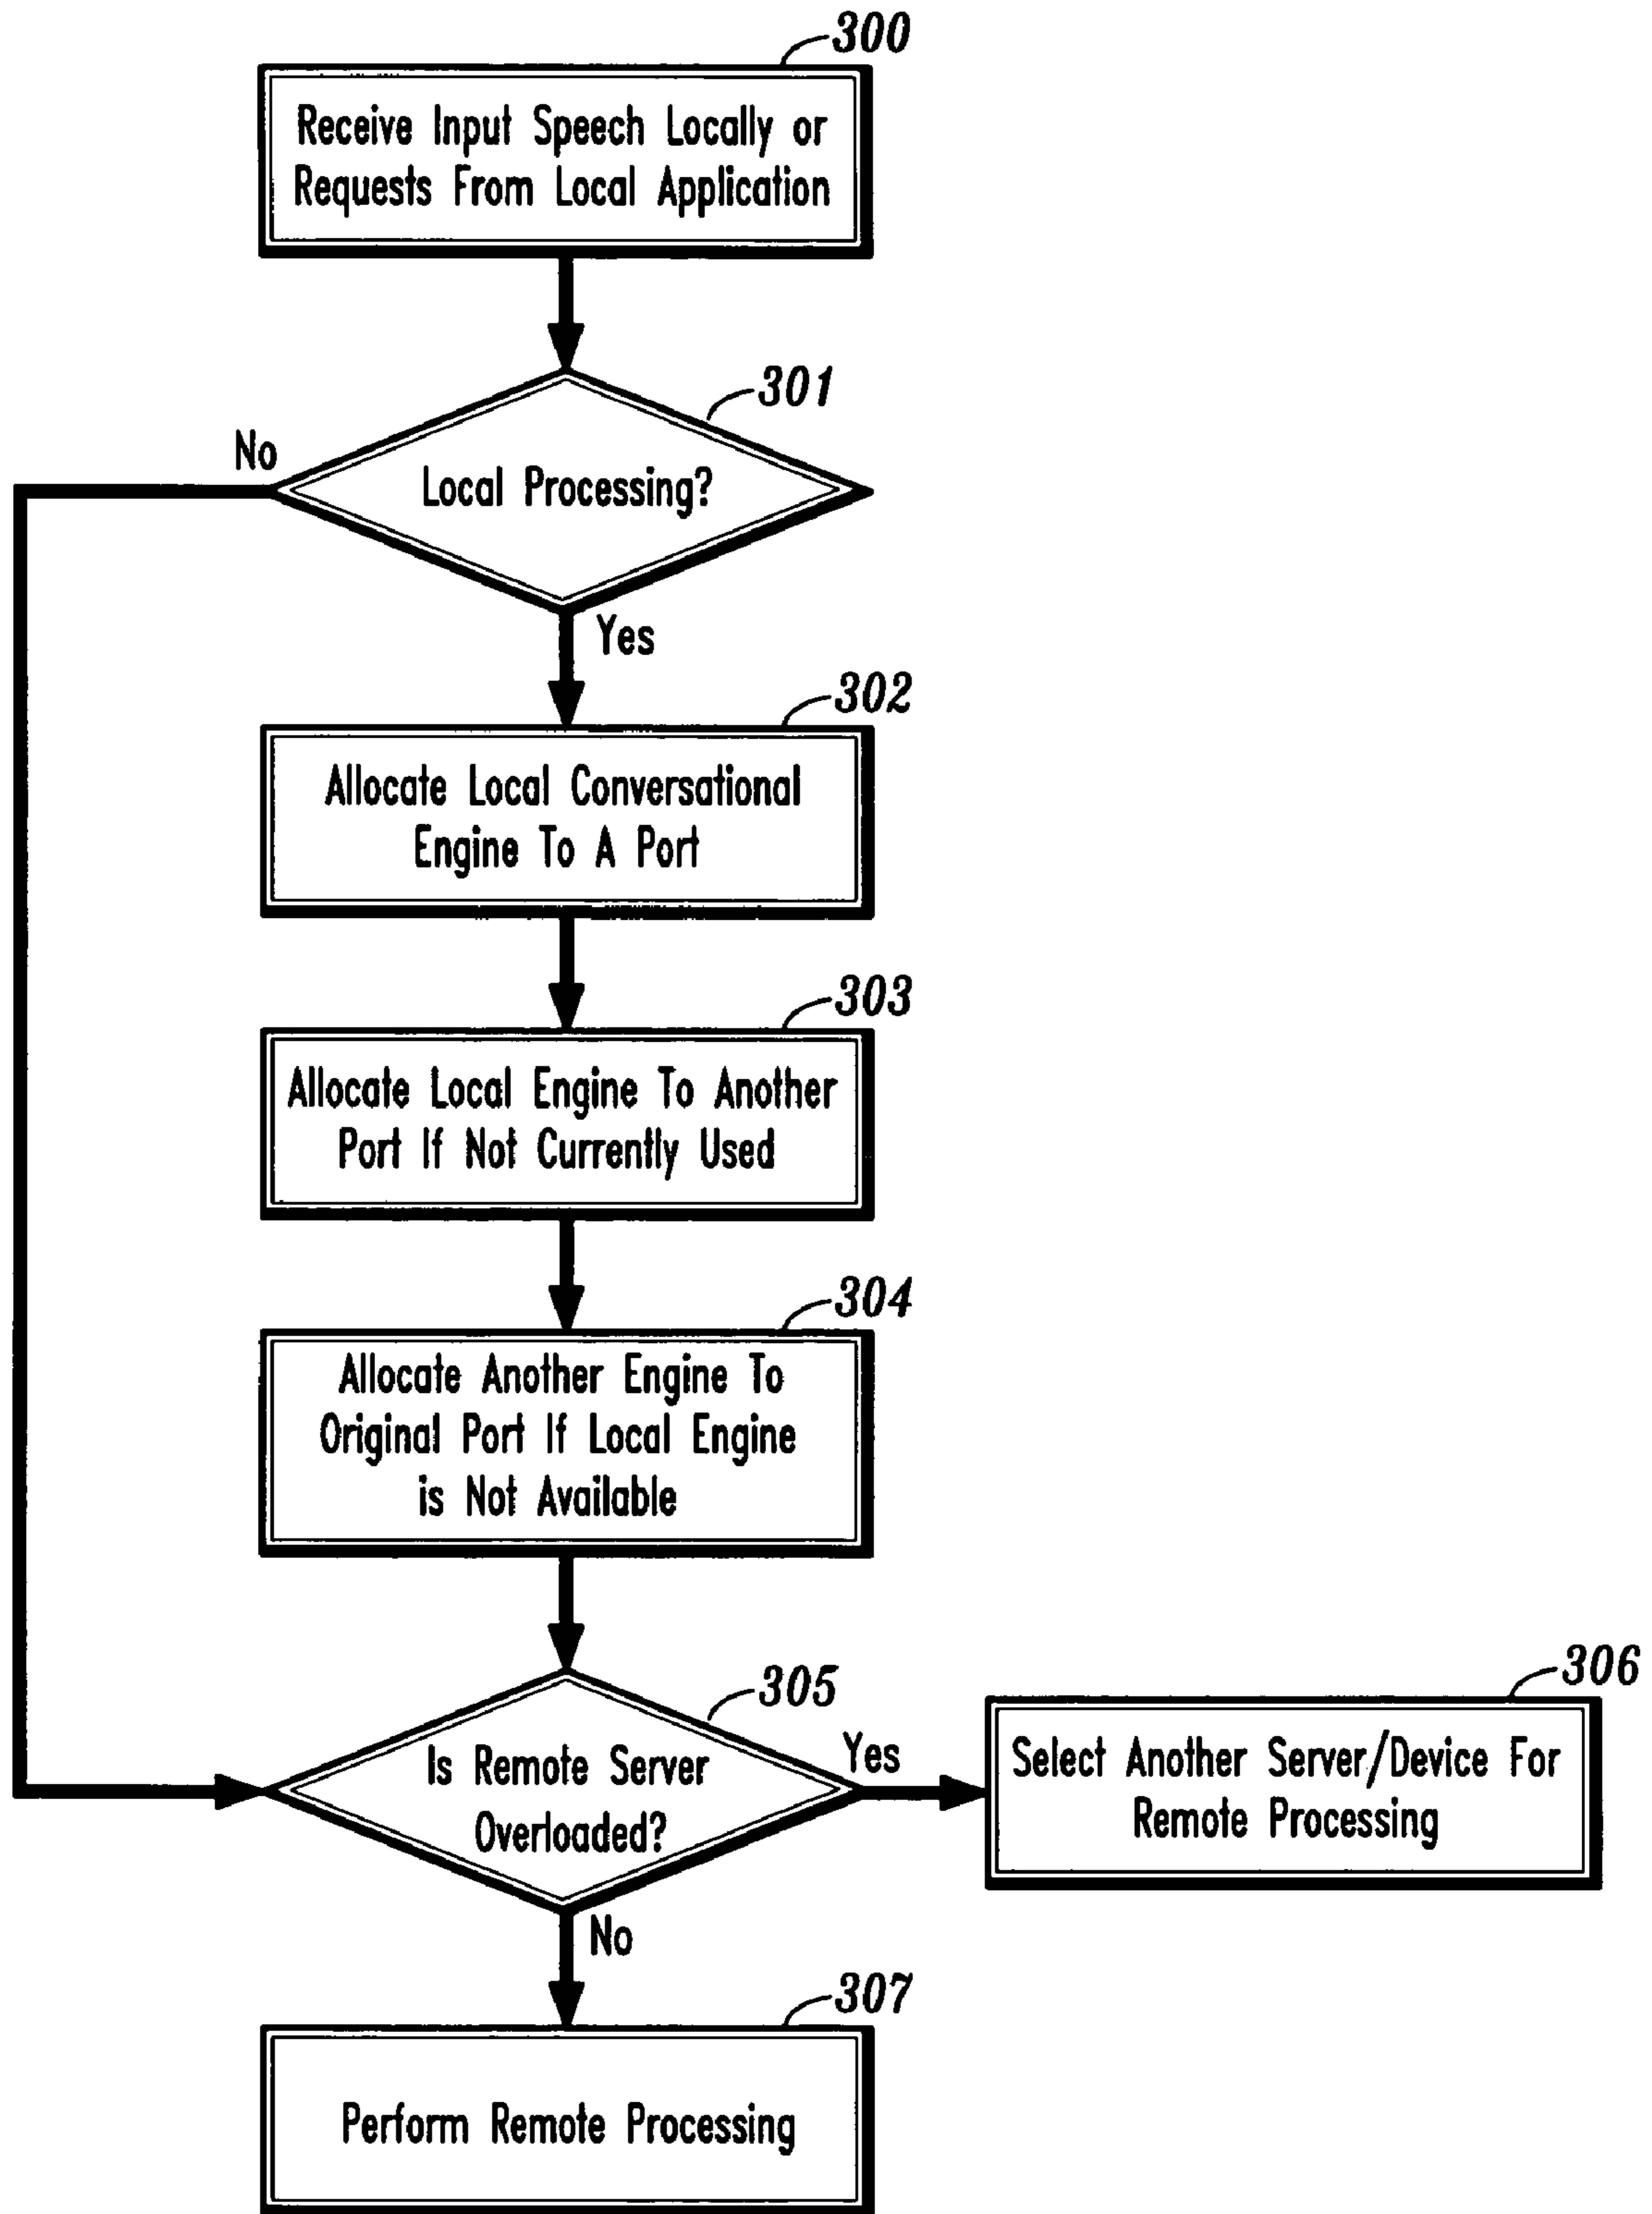 300
Receive Input Speech Locally or
Requests From Local Application
301
No
Local Processing?
Yes
302
Allocate Local Conversational
Engine To A Port
303
Allocate Local Engine To Another
Port If Not Currently Used
304
Allocate Another Engine To
Original Port If Local Engine
is Not Available
305
306
Is Remote Server
Overloaded?
Yes
Select Another Server/Device For
Remote Processing
No
307
Perform Remote Processing